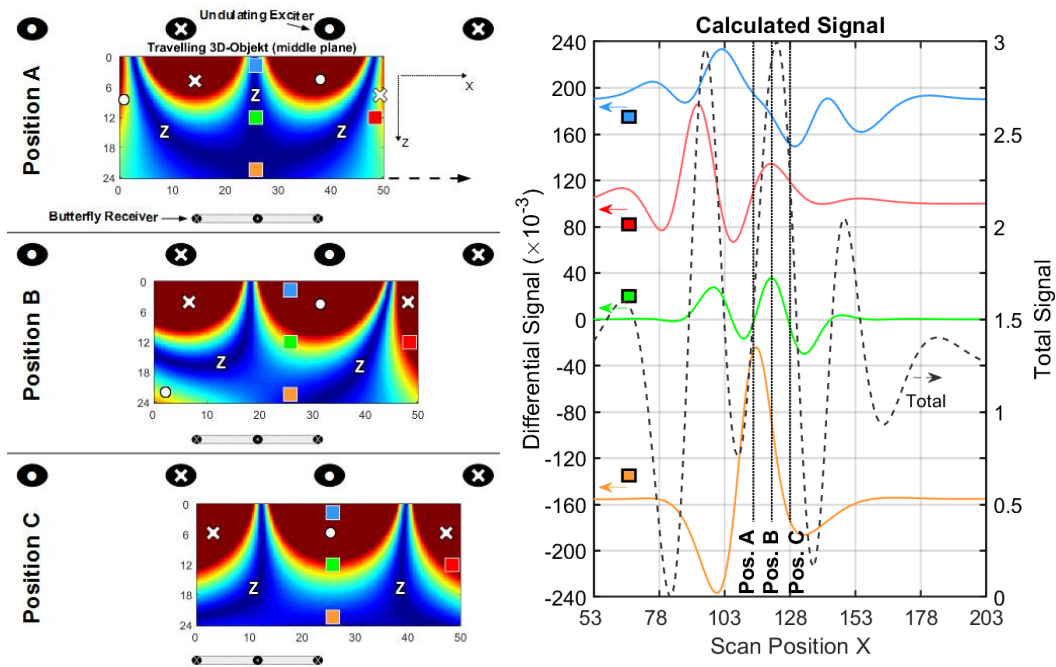 Undulating Exciter
Travelling 3D-Objekt (middle plane)
Position A
0
6
12
18
24
Z
Z
Z
X
Z
0 10 20 30 40 50
Butterfly Receiver
Position B
0
6
12
18
24
Z
Z
0 10 20 30 40 50
Position C
0
6
12
18
24
Z
Z
0 10 20 30 40 50
Calculated Signal
Differential Signal (×10⁻³)
240
200
160
120
80
40
0
-40
-80
-120
-160
-200
-240
53 78 103 128 153 178 203
Scan Position X
Pos. A
Pos. B
Pos. C
Total
3
2.5
2
1.5
1
0.5
0
Total Signal